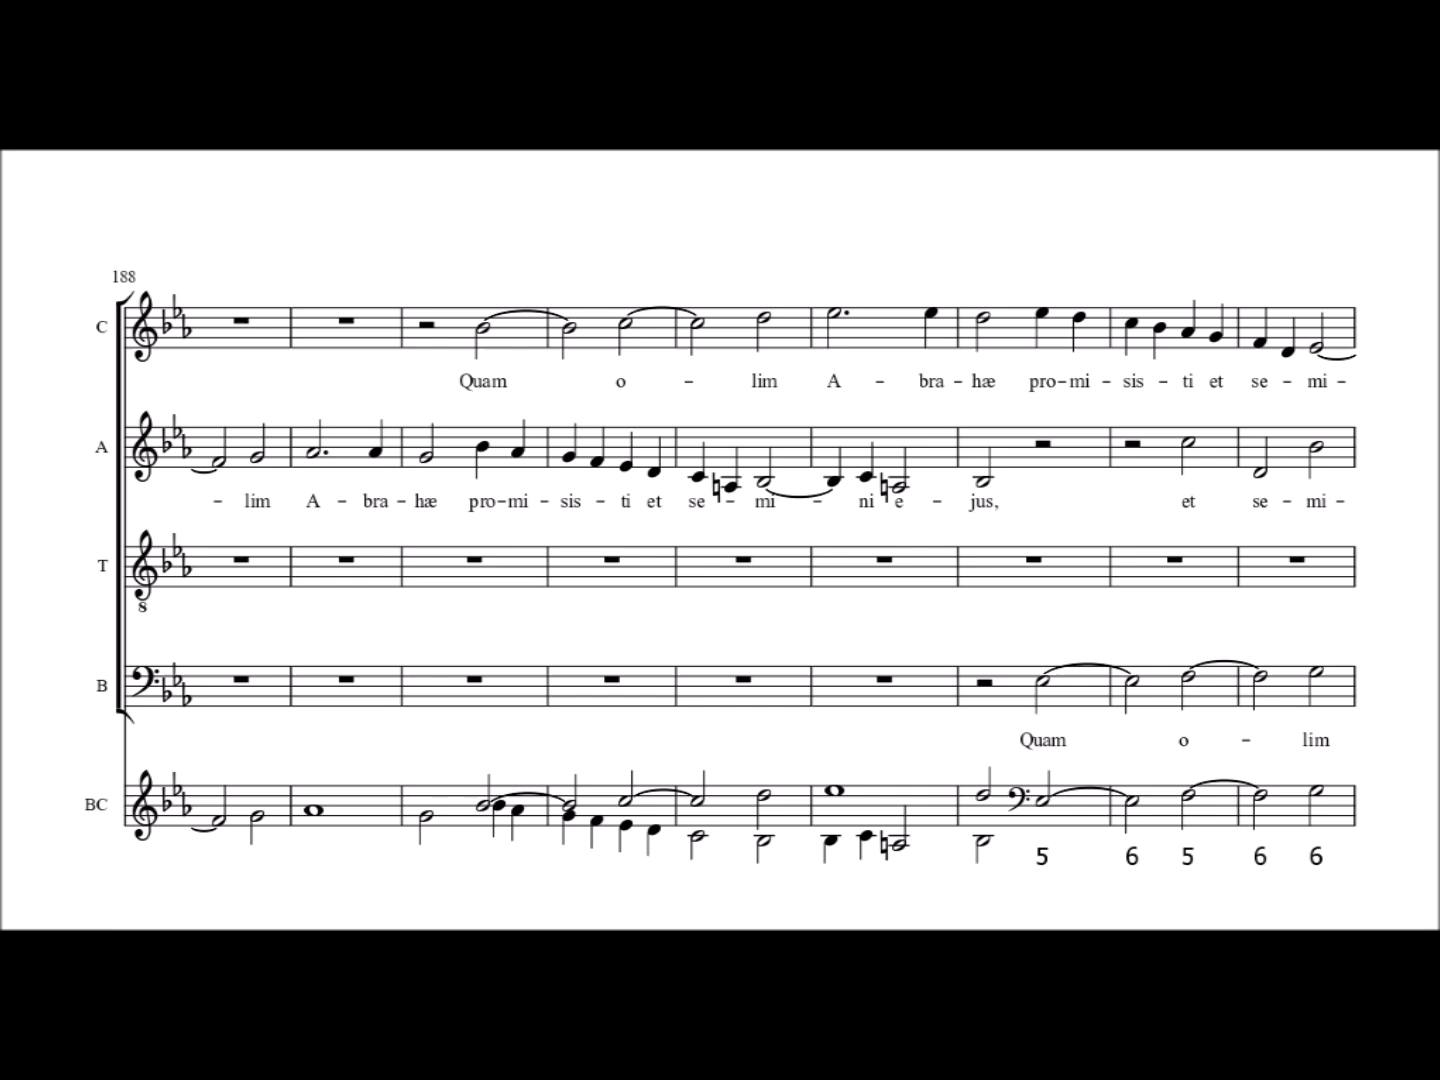 188
C
Quam o - lim A - bra - hæ pro - mi - sis - ti et se - mi -
A
- lim A - bra - hæ pro - mi - sis - ti et se - mi - ni e - jus, et se - mi -
T
8
B
Quam o - lim
BC
5 6 5 6 6